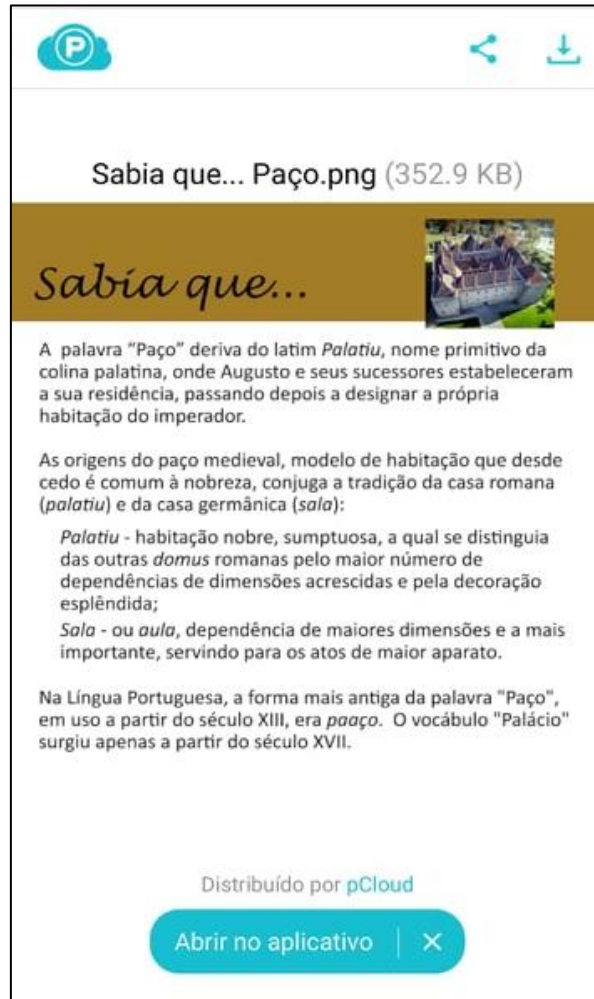 P
Sabia que... Paço.png (352.9 KB)
Sabia que...
A palavra “Paço” deriva do latim Palatiu, nome primitivo da
colina palatina, onde Augusto e seus sucessores estabeleceram
a sua residência, passando depois a designar a própria
habitação do imperador.
As origens do paço medieval, modelo de habitação que desde
cedo é comum à nobreza, conjuga a tradição da casa romana
(palatiu) e da casa germânica (sala):
Palatiu - habitação nobre, sumptuosa, a qual se distinguia
das outras domus romanas pelo maior número de
dependências de dimensões acrescidas e pela decoração
esplêndida;
Sala - ou aula, dependência de maiores dimensões e a mais
importante, servindo para os atos de maior aparato.
Na Língua Portuguesa, a forma mais antiga da palavra "Paço",
em uso a partir do século XIII, era paaço. O vocábulo "Palácio"
surgiu apenas a partir do século XVII.
Distribuído por pCloud
Abrir no aplicativo